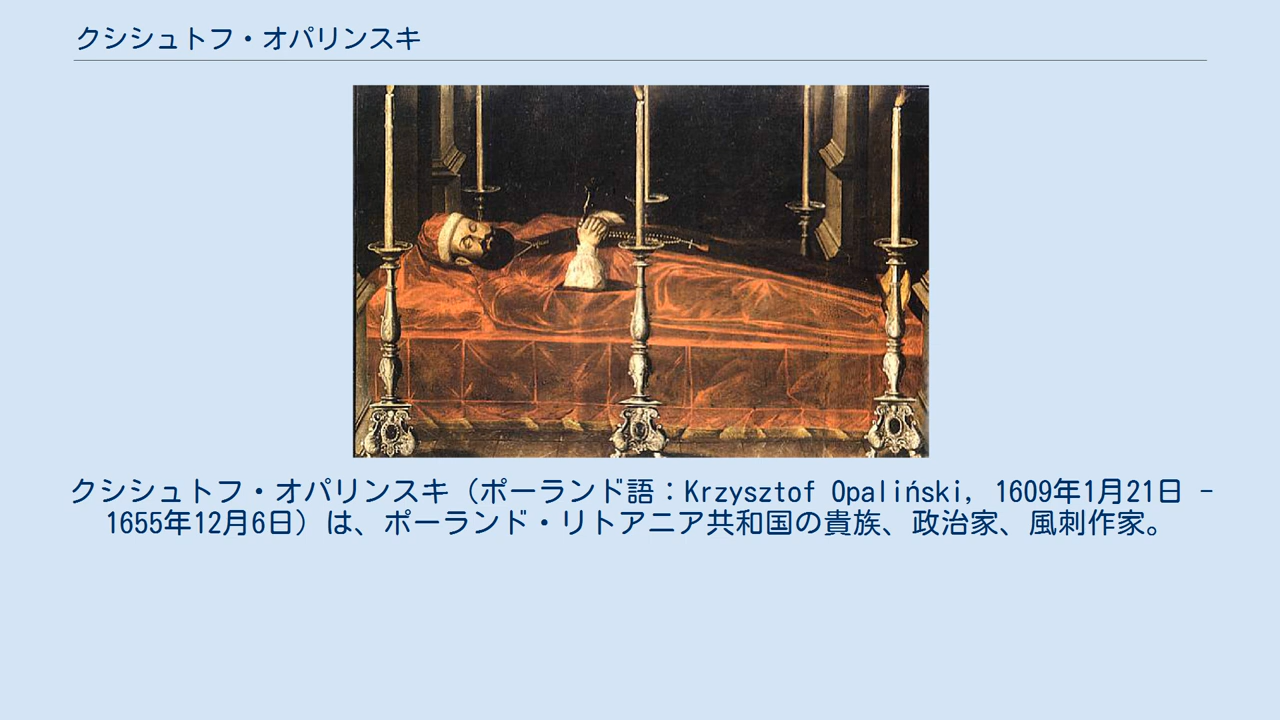 クシシュトフ・オパリンスキ
クシシュトフ・オパリンスキ（ポーランド語：Krzysztof Opaliński, 1609年1月21日 -
1655年12月6日）は、ポーランド・リトアニア共和国の貴族、政治家、風刺作家。